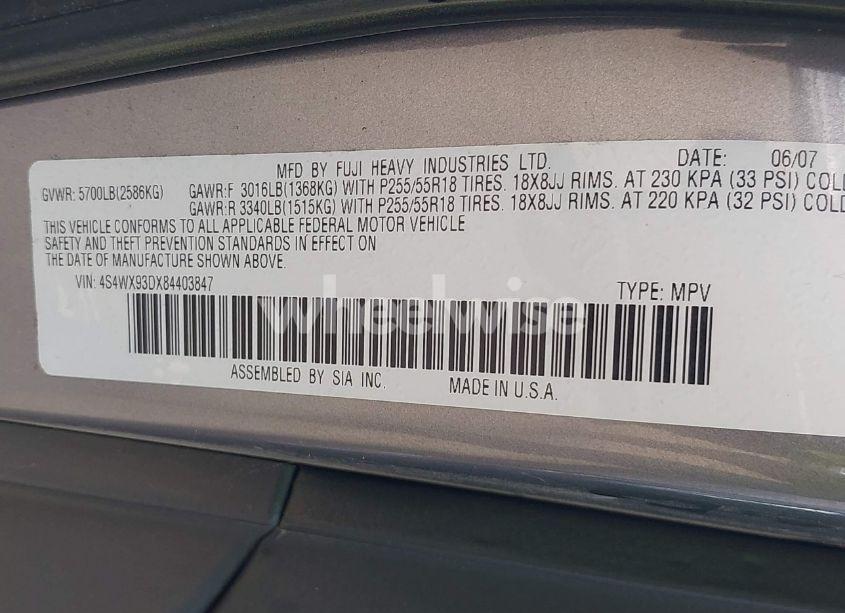 MFD BY FUJI HEAVY INDUSTRIES LTD. DATE: 06/07
GVWR: 5700LB(2586KG) GAWR:F 3016LB(1368KG) WITH P255/55R18 TIRES. 18X8JJ RIMS. AT 230 KPA (33 PSI) COLD
GAWR:R 3340LB(1515KG) WITH P255/55R18 TIRES. 18X8JJ RIMS. AT 220 KPA (32 PSI) COLD
THIS VEHICLE CONFORMS TO ALL APPLICABLE FEDERAL MOTOR VEHICLE
SAFETY AND THEFT PREVENTION STANDARDS IN EFFECT ON
THE DATE OF MANUFACTURE SHOWN ABOVE.
VIN: 4S4WX93DX84403847 TYPE: MPV
wheelwise
ASSEMBLED BY SIA INC. MADE IN U.S.A.